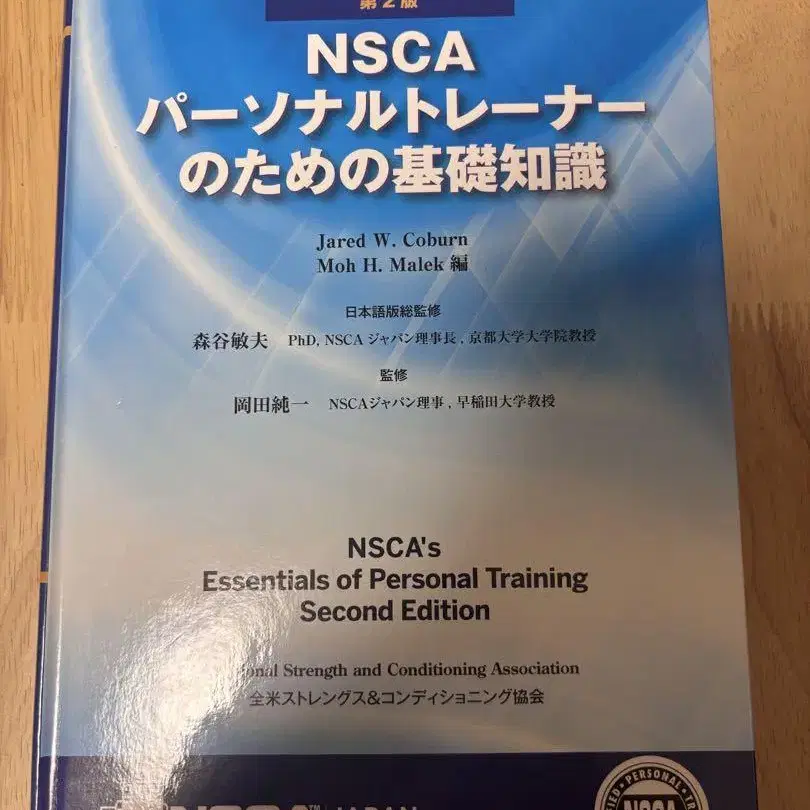 第2版
NSCA
パーソナルトレーナー
のための基礎知識
Jared W. Coburn
Moh H. Malek 編
日本語版総監修
森谷敏夫 PhD, NSCA ジャパン理事長, 京都大学大学院教授
監修
岡田純一 NSCAジャパン理事, 早稲田大学教授
NSCA's
Essentials of Personal Training
Second Edition
Strength and Conditioning Association
全米ストレングス&コンディショニング協会
PERSONAL
NSCA
JAPAN